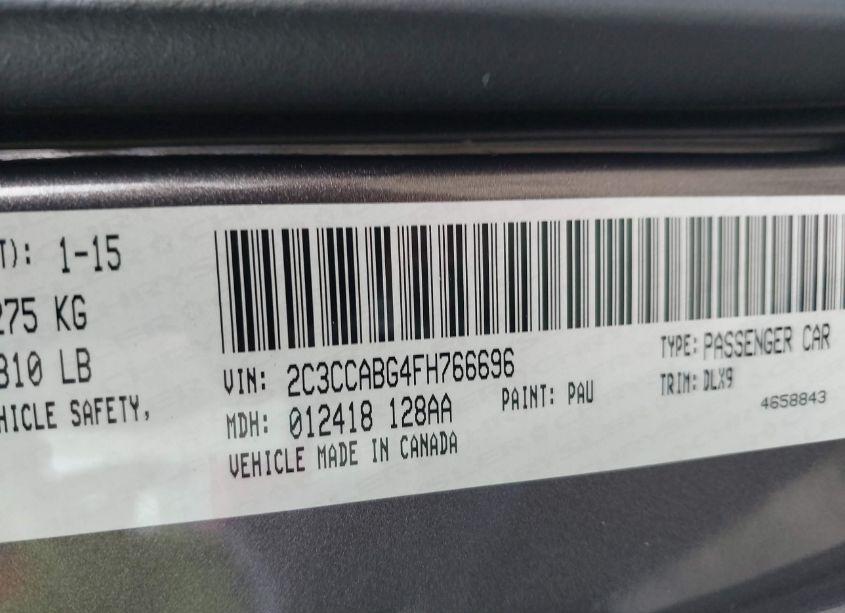 T): 1-15
275 KG
310 LB
HICLE SAFETY,
VIN: 2C3CCABG4FH766696
MDH: 012418 128AA
VEHICLE MADE IN CANADA
PAINT: PAU
TYPE: PASSENGER CAR
TRIM: DLX9
4658843